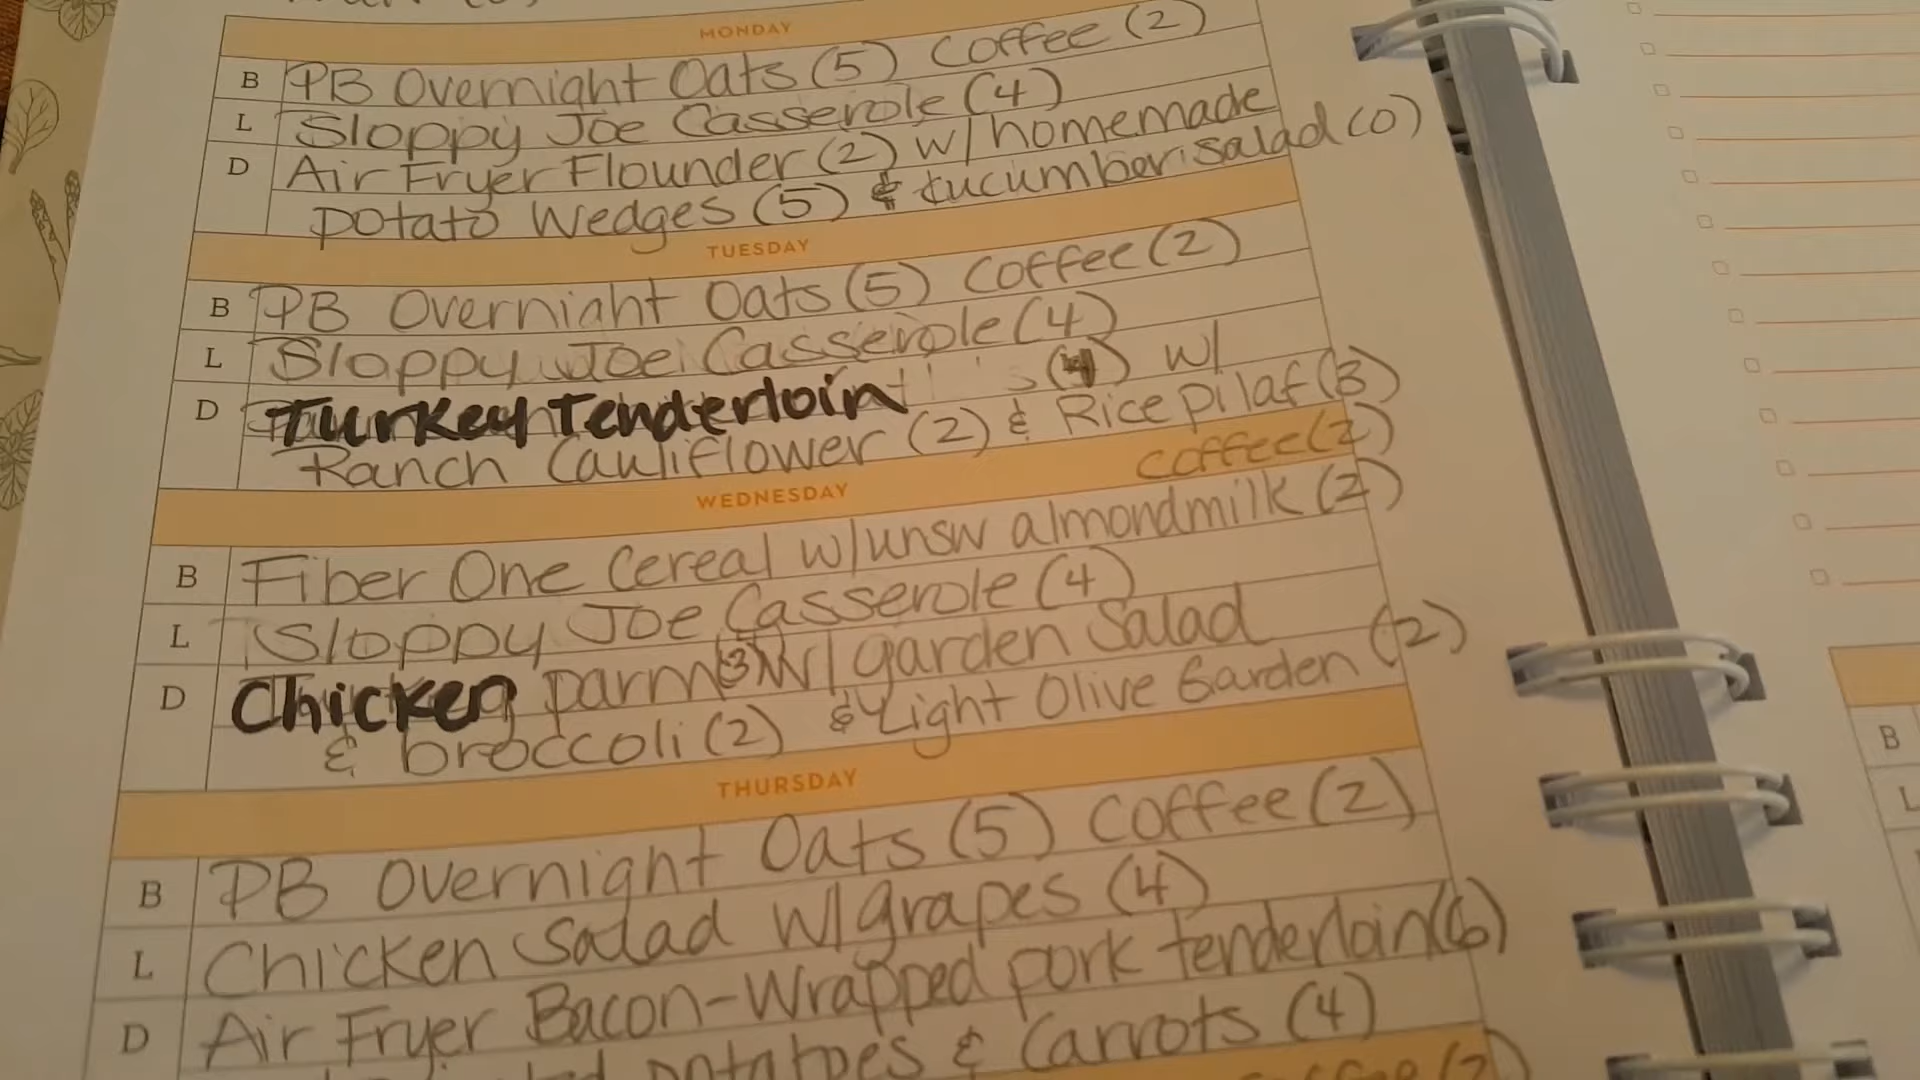 MONDAY
B PB Overnight Oats (5) Coffee (2)
L Sloppy Joe Casserole (4)
D Air Fryer Flounder (2) w/ homemade
potato Wedges (5) & cucumber salad (0)
TUESDAY
B PB Overnight Oats (5) Coffee (2)
L Sloppy Joe Casserole (4)
D Turkey Tenderloin (4) w/
Ranch Cauliflower (2) & Rice pilaf (3)
WEDNESDAY coffee (2)
B Fiber One Cereal w/unsw almondmilk (2)
L Sloppy Joe Casserole (4)
D Chicken parm (3) w/ garden Salad
& broccoli (2) & Light Olive Garden (2)
THURSDAY
B PB Overnight Oats (5) Coffee (2)
L Chicken Salad w/grapes (4)
D Air Fryer Bacon-Wrapped pork tenderloin (6)
potatoes & Carrots (4)
coffee (2)
B
L